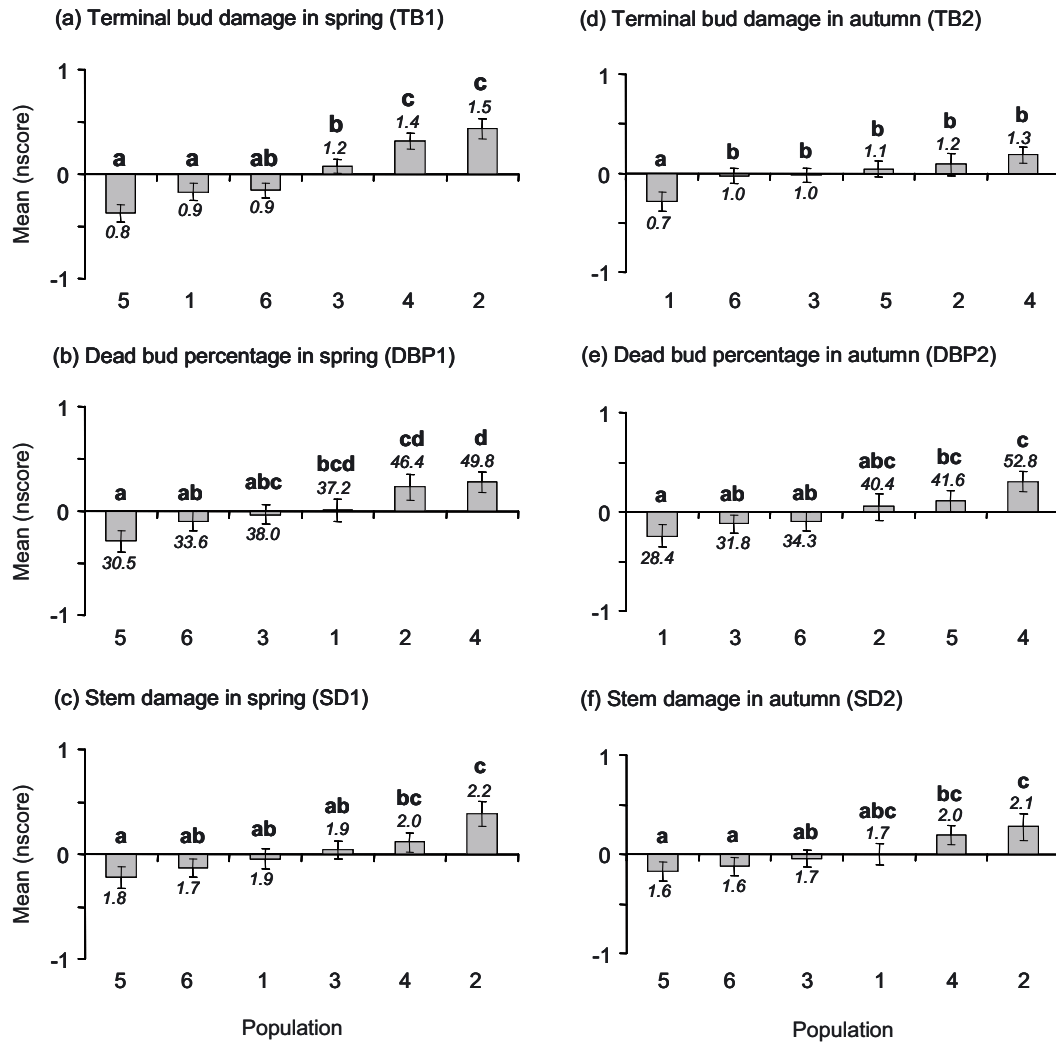 (a) Terminal bud damage in spring (TB1)
Mean (nscore)
1
0
-1
a a ab b c c
0.8 0.9 0.9 1.2 1.4 1.5
5 1 6 3 4 2
(d) Terminal bud damage in autumn (TB2)
1
0
-1
a b b b b b
0.7 1.0 1.0 1.1 1.2 1.3
1 6 3 5 2 4
(b) Dead bud percentage in spring (DBP1)
Mean (nscore)
1
0
-1
a ab abc bcd cd d
30.5 33.6 38.0 37.2 46.4 49.8
5 6 3 1 2 4
(e) Dead bud percentage in autumn (DBP2)
1
0
-1
a ab ab abc bc c
28.4 31.8 34.3 40.4 41.6 52.8
1 3 6 2 5 4
(c) Stem damage in spring (SD1)
Mean (nscore)
1
0
-1
a ab ab ab bc c
1.8 1.7 1.9 1.9 2.0 2.2
5 6 1 3 4 2
Population
(f) Stem damage in autumn (SD2)
1
0
-1
a a ab abc bc c
1.6 1.6 1.7 1.7 2.0 2.1
5 6 3 1 4 2
Population